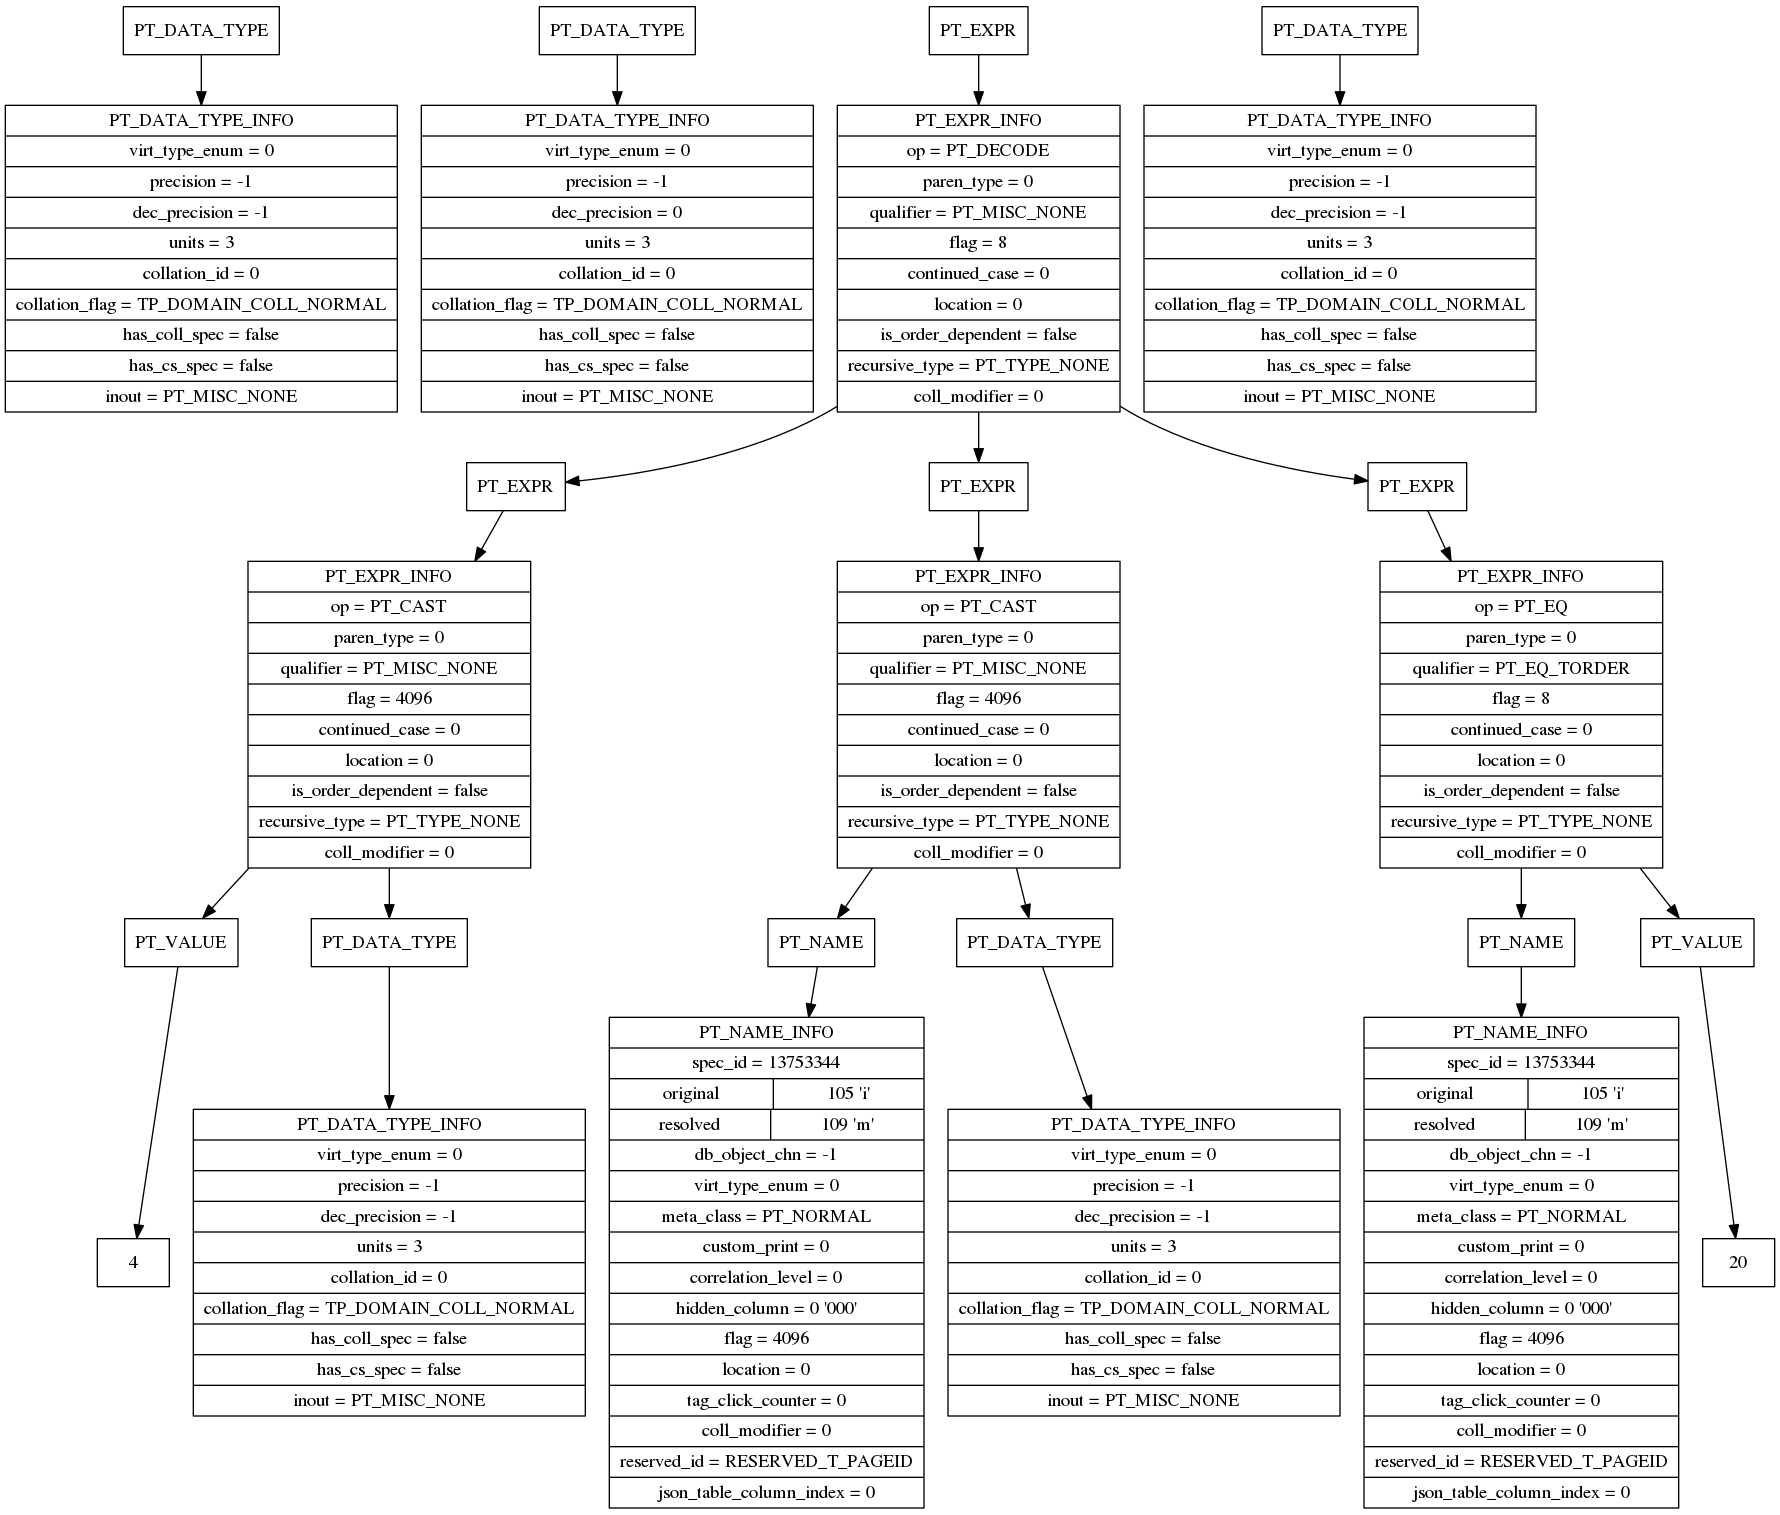 PT_DATA_TYPE
PT_DATA_TYPE
PT_EXPR
PT_DATA_TYPE
PT_DATA_TYPE_INFO
virt_type_enum = 0
precision = -1
dec_precision = -1
units = 3
collation_id = 0
collation_flag = TP_DOMAIN_COLL_NORMAL
has_coll_spec = false
has_cs_spec = false
inout = PT_MISC_NONE
PT_DATA_TYPE_INFO
virt_type_enum = 0
precision = -1
dec_precision = 0
units = 3
collation_id = 0
collation_flag = TP_DOMAIN_COLL_NORMAL
has_coll_spec = false
has_cs_spec = false
inout = PT_MISC_NONE
PT_EXPR_INFO
op = PT_DECODE
paren_type = 0
qualifier = PT_MISC_NONE
flag = 8
continued_case = 0
location = 0
is_order_dependent = false
recursive_type = PT_TYPE_NONE
coll_modifier = 0
PT_DATA_TYPE_INFO
virt_type_enum = 0
precision = -1
dec_precision = -1
units = 3
collation_id = 0
collation_flag = TP_DOMAIN_COLL_NORMAL
has_coll_spec = false
has_cs_spec = false
inout = PT_MISC_NONE
PT_EXPR
PT_EXPR
PT_EXPR
PT_EXPR_INFO
op = PT_CAST
paren_type = 0
qualifier = PT_MISC_NONE
flag = 4096
continued_case = 0
location = 0
is_order_dependent = false
recursive_type = PT_TYPE_NONE
coll_modifier = 0
PT_EXPR_INFO
op = PT_CAST
paren_type = 0
qualifier = PT_MISC_NONE
flag = 4096
continued_case = 0
location = 0
is_order_dependent = false
recursive_type = PT_TYPE_NONE
coll_modifier = 0
PT_EXPR_INFO
op = PT_EQ
paren_type = 0
qualifier = PT_EQ_TORDER
flag = 8
continued_case = 0
location = 0
is_order_dependent = false
recursive_type = PT_TYPE_NONE
coll_modifier = 0
PT_VALUE
PT_DATA_TYPE
PT_NAME
PT_DATA_TYPE
PT_NAME
PT_VALUE
4
PT_DATA_TYPE_INFO
virt_type_enum = 0
precision = -1
dec_precision = -1
units = 3
collation_id = 0
collation_flag = TP_DOMAIN_COLL_NORMAL
has_coll_spec = false
has_cs_spec = false
inout = PT_MISC_NONE
PT_NAME_INFO
spec_id = 13753344
original 105 'i'
resolved 109 'm'
db_object_chn = -1
virt_type_enum = 0
meta_class = PT_NORMAL
custom_print = 0
correlation_level = 0
hidden_column = 0 '000'
flag = 4096
location = 0
tag_click_counter = 0
coll_modifier = 0
reserved_id = RESERVED_T_PAGEID
json_table_column_index = 0
PT_DATA_TYPE_INFO
virt_type_enum = 0
precision = -1
dec_precision = -1
units = 3
collation_id = 0
collation_flag = TP_DOMAIN_COLL_NORMAL
has_coll_spec = false
has_cs_spec = false
inout = PT_MISC_NONE
PT_NAME_INFO
spec_id = 13753344
original 105 'i'
resolved 109 'm'
db_object_chn = -1
virt_type_enum = 0
meta_class = PT_NORMAL
custom_print = 0
correlation_level = 0
hidden_column = 0 '000'
flag = 4096
location = 0
tag_click_counter = 0
coll_modifier = 0
reserved_id = RESERVED_T_PAGEID
json_table_column_index = 0
20